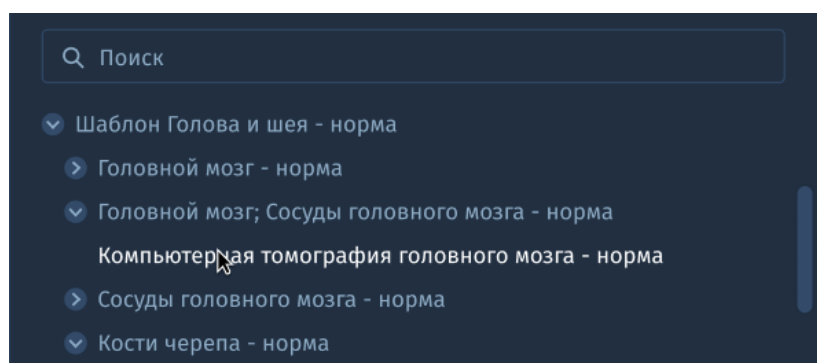 Поиск
Шаблон Голова и шея - норма
Головной мозг - норма
Головной мозг; Сосуды головного мозга - норма
Компьютерная томография головного мозга - норма
Сосуды головного мозга - норма
Кости черепа - норма